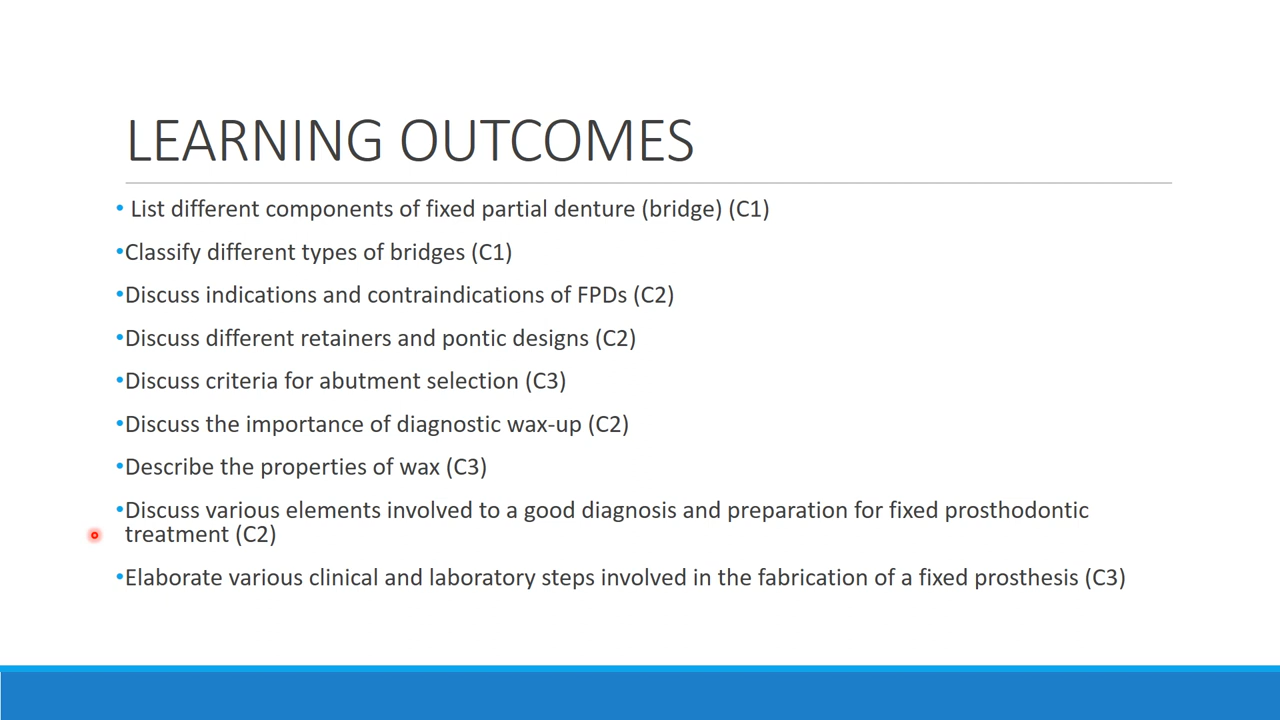 LEARNING OUTCOMES
• List different components of fixed partial denture (bridge) (C1)
•Classify different types of bridges (C1)
•Discuss indications and contraindications of FPDs (C2)
•Discuss different retainers and pontic designs (C2)
•Discuss criteria for abutment selection (C3)
•Discuss the importance of diagnostic wax-up (C2)
•Describe the properties of wax (C3)
•Discuss various elements involved to a good diagnosis and preparation for fixed prosthodontic
treatment (C2)
•Elaborate various clinical and laboratory steps involved in the fabrication of a fixed prosthesis (C3)